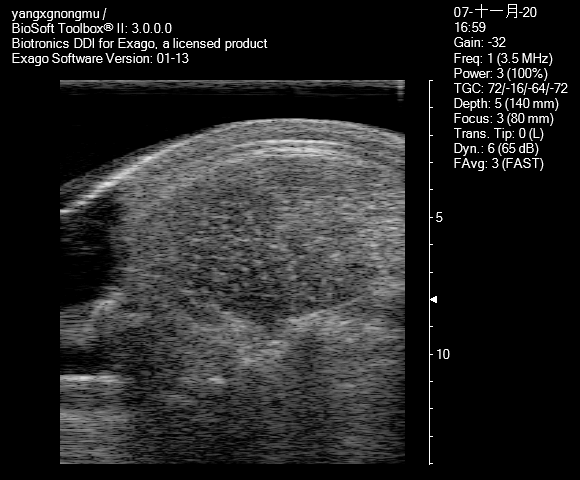 yangxgnongmu /
BioSoft Toolbox® II: 3.0.0.0
Biotronics DDI for Exago, a licensed product
Exago Software Version: 01-13
07-十一月-20
16:59
Gain: -32
Freq: 1 (3.5 MHz)
Power: 3 (100%)
TGC: 72/-16/-64/-72
Depth: 5 (140 mm)
Focus: 3 (80 mm)
Trans. Tip: 0 (L)
Dyn.: 6 (65 dB)
FAvg: 3 (FAST)
5
10